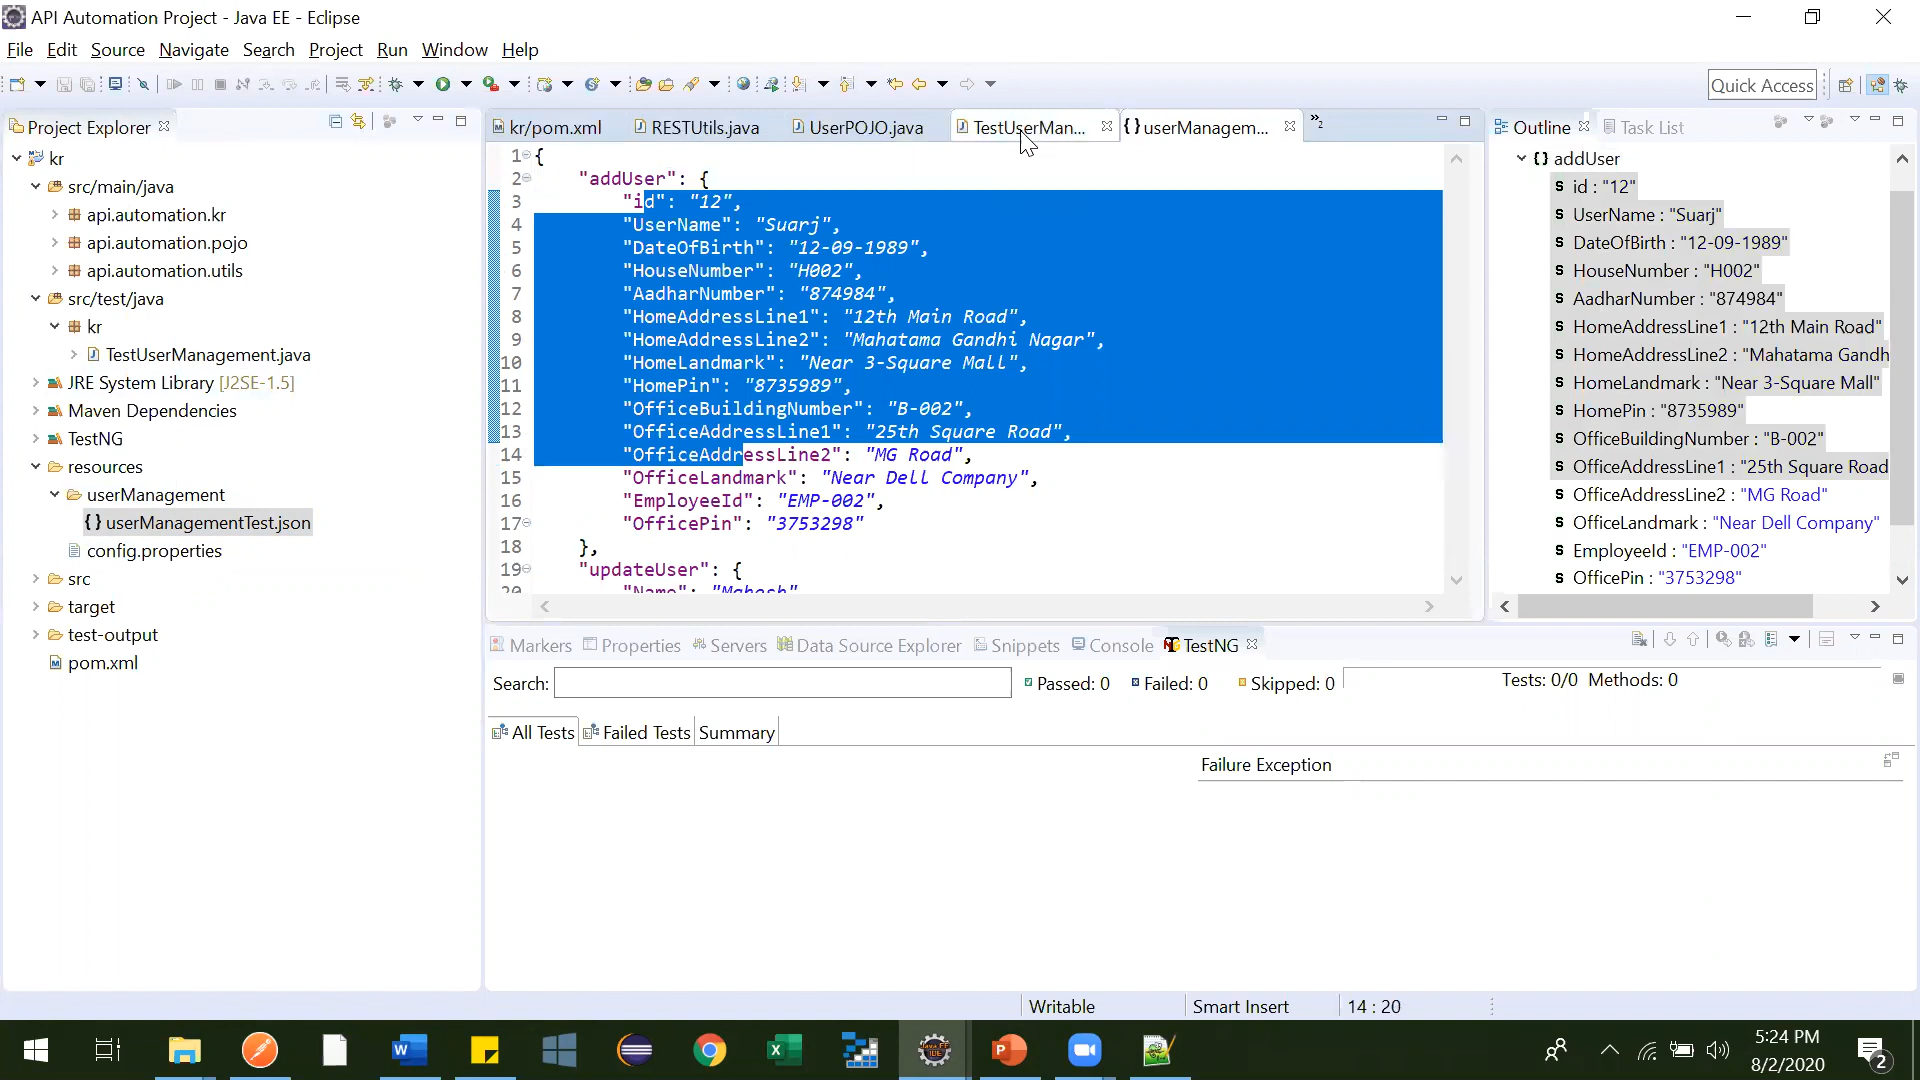 API Automation Project - Java EE - Eclipse
File Edit Source Navigate Search Project Run Window Help
Quick Access
Project Explorer
kr
src/main/java
api.automation.kr
api.automation.pojo
api.automation.utils
src/test/java
kr
TestUserManagement.java
JRE System Library [J2SE-1.5]
Maven Dependencies
TestNG
resources
userManagement
{ } userManagementTest.json
config.properties
src
target
test-output
pom.xml
kr/pom.xml RESTUtils.java UserPOJO.java TestUserMan... { } userManagem... »2
1 {
2 "addUser": {
3 "id": "12",
4 "UserName": "Suarj",
5 "DateOfBirth": "12-09-1989",
6 "HouseNumber": "H002",
7 "AadharNumber": "874984",
8 "HomeAddressLine1": "12th Main Road",
9 "HomeAddressLine2": "Mahatama Gandhi Nagar",
10 "HomeLandmark": "Near 3-Square Mall",
11 "HomePin": "8735989",
12 "OfficeBuildingNumber": "B-002",
13 "OfficeAddressLine1": "25th Square Road",
14 "OfficeAddressLine2": "MG Road",
15 "OfficeLandmark": "Near Dell Company",
16 "EmployeeId": "EMP-002",
17 "OfficePin": "3753298"
18 },
19 "updateUser": {
20 "Name": "Mahesh"
Outline Task List
{ } addUser
id : "12"
UserName : "Suarj"
DateOfBirth : "12-09-1989"
HouseNumber : "H002"
AadharNumber : "874984"
HomeAddressLine1 : "12th Main Road"
HomeAddressLine2 : "Mahatama Gandh
HomeLandmark : "Near 3-Square Mall"
HomePin : "8735989"
OfficeBuildingNumber : "B-002"
OfficeAddressLine1 : "25th Square Road
OfficeAddressLine2 : "MG Road"
OfficeLandmark : "Near Dell Company"
EmployeeId : "EMP-002"
OfficePin : "3753298"
Markers Properties Servers Data Source Explorer Snippets Console TestNG
Search: Passed: 0 Failed: 0 Skipped: 0 Tests: 0/0 Methods: 0
All Tests Failed Tests Summary
Failure Exception
Writable Smart Insert 14 : 20
5:24 PM
8/2/2020
2